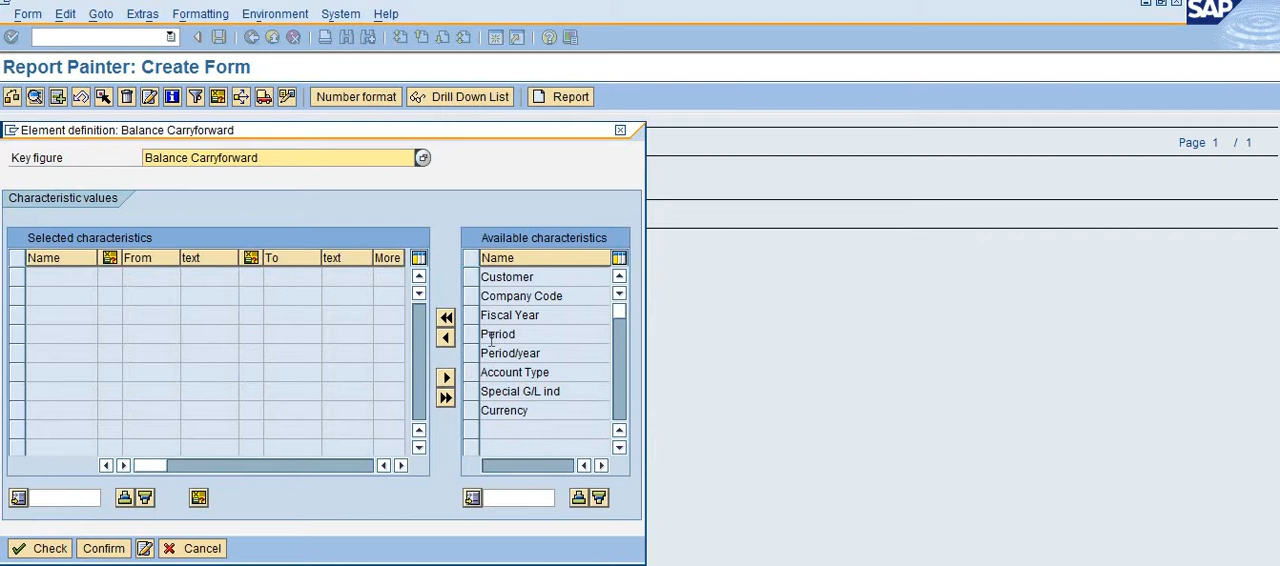 Form Edit Goto Extras Formatting Environment System Help
SAP
Report Painter: Create Form
Number format Drill Down List Report
Element definition: Balance Carryforward
Page 1 / 1
Key figure Balance Carryforward
Characteristic values
Selected characteristics Available characteristics
Name From text To text More Name
Customer
Company Code
Fiscal Year
Period
Period/year
Account Type
Special G/L ind
Currency
Check Confirm Cancel